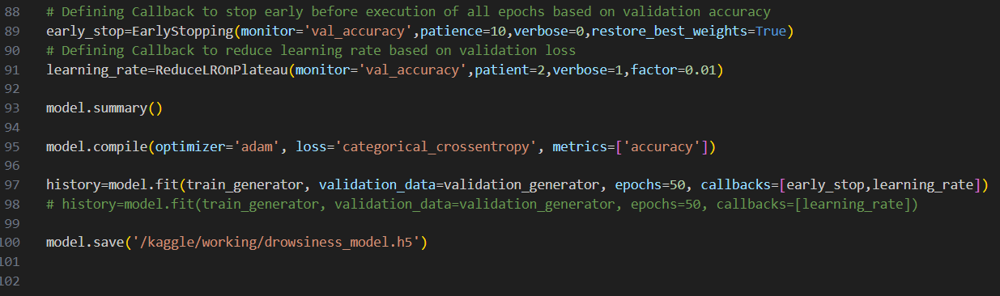 88 # Defining Callback to stop early before execution of all epochs based on validation accuracy
89 early_stop=EarlyStopping(monitor='val_accuracy',patience=10,verbose=0,restore_best_weights=True)
90 # Defining Callback to reduce learning rate based on validation loss
91 learning_rate=ReduceLROnPlateau(monitor='val_accuracy',patient=2,verbose=1,factor=0.01)
92
93 model.summary()
94
95 model.compile(optimizer='adam', loss='categorical_crossentropy', metrics=['accuracy'])
96
97 history=model.fit(train_generator, validation_data=validation_generator, epochs=50, callbacks=[early_stop,learning_rate])
98 # history=model.fit(train_generator, validation_data=validation_generator, epochs=50, callbacks=[learning_rate])
99
100 model.save('/kaggle/working/drowsiness_model.h5')
101
102